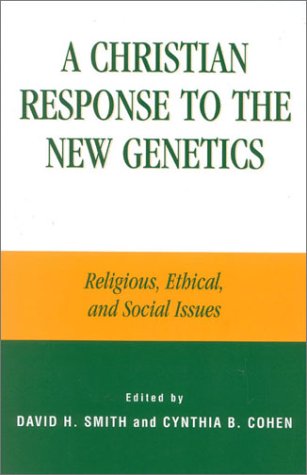 A CHRISTIAN
RESPONSE TO THE
NEW GENETICS
Religious, Ethical,
and Social Issues
Edited by
DAVID H. SMITH and CYNTHIA B. COHEN